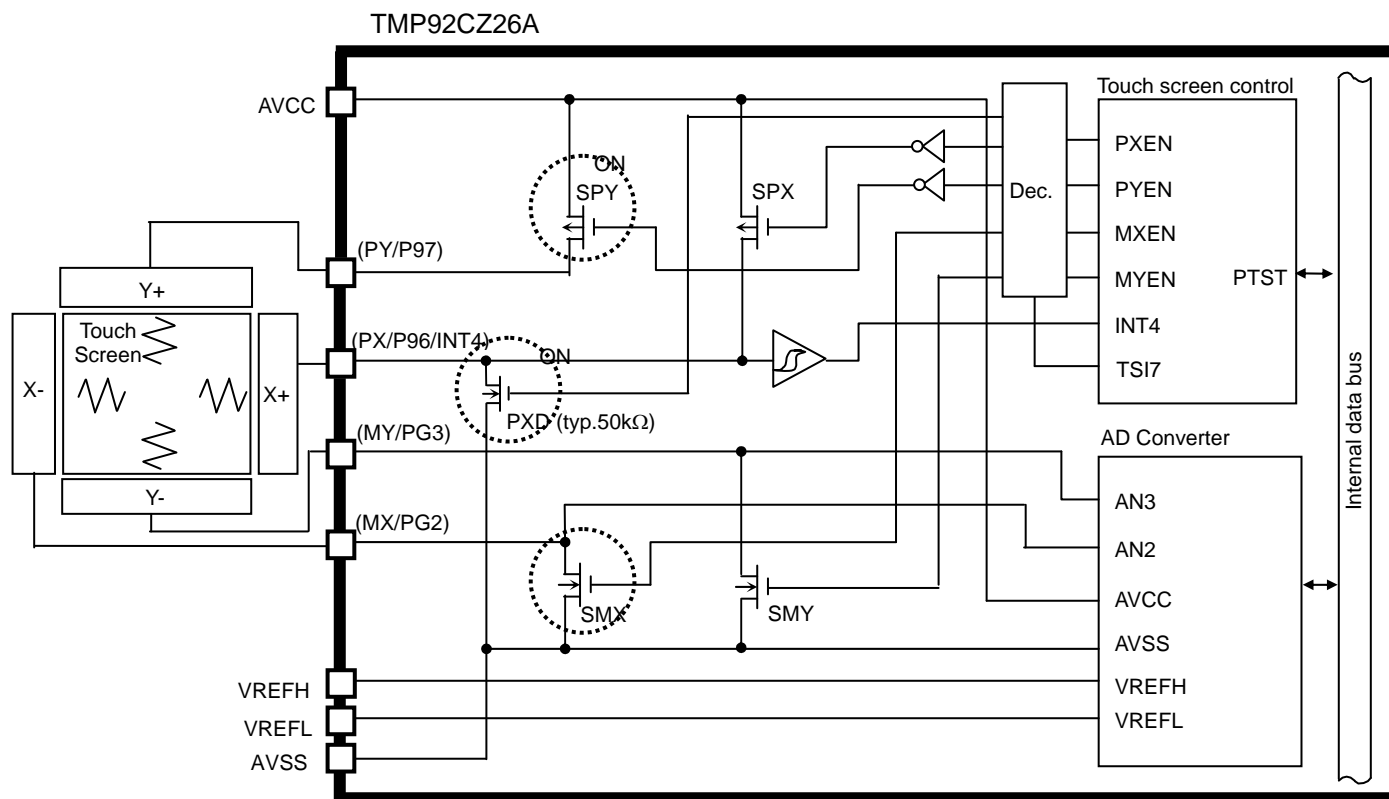 TMP92CZ26A
AVCC
Touch screen control
PXEN
ON
SPY
SPX
Dec.
PYEN
MXEN
(PY/P97)
MYEN
PTST
Y+
Touch
Screen
(PX/P96/INT4)
ON
INT4
TSI7
X-
X+
PXD (typ.50kΩ)
(MY/PG3)
AD Converter
Internal data bus
Y-
(MX/PG2)
AN3
AN2
SMX
SMY
AVCC
AVSS
VREFH
VREFH
VREFL
VREFL
AVSS